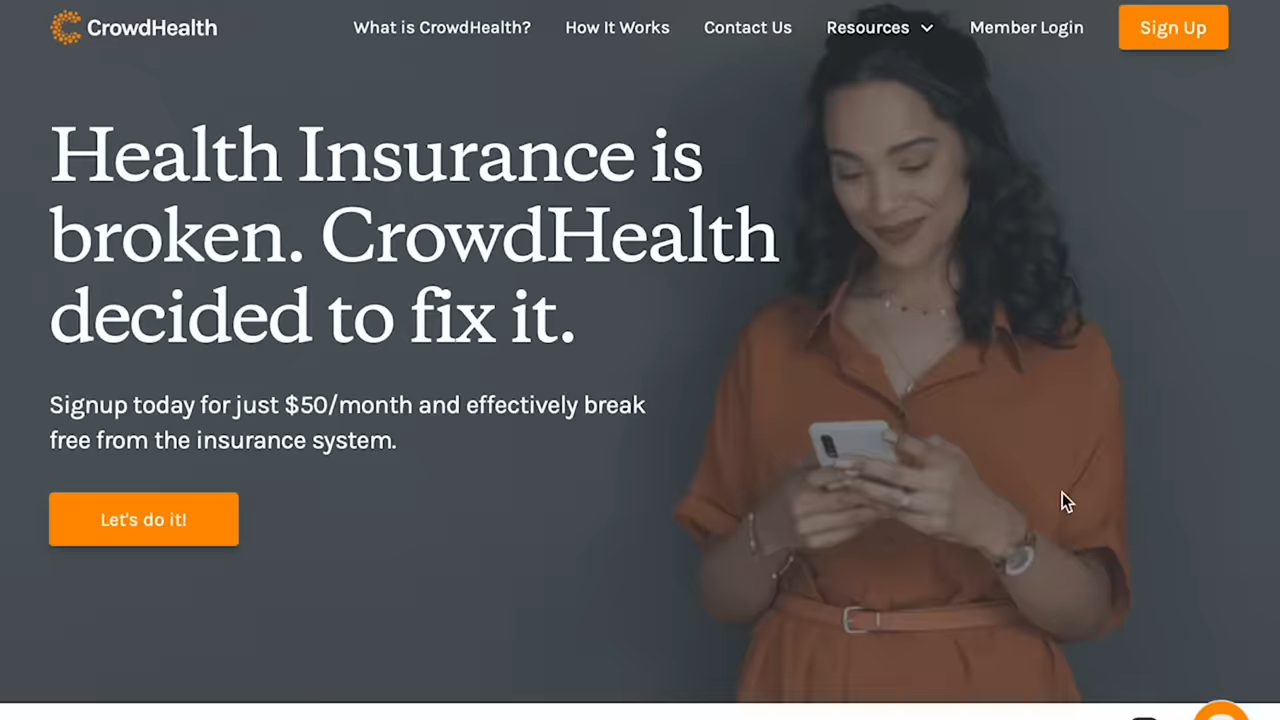 CrowdHealth
What is CrowdHealth?
How It Works
Contact Us
Resources
Member Login
Sign Up
Health Insurance is
broken. CrowdHealth
decided to fix it.
Signup today for just $50/month and effectively break
free from the insurance system.
Let's do it!